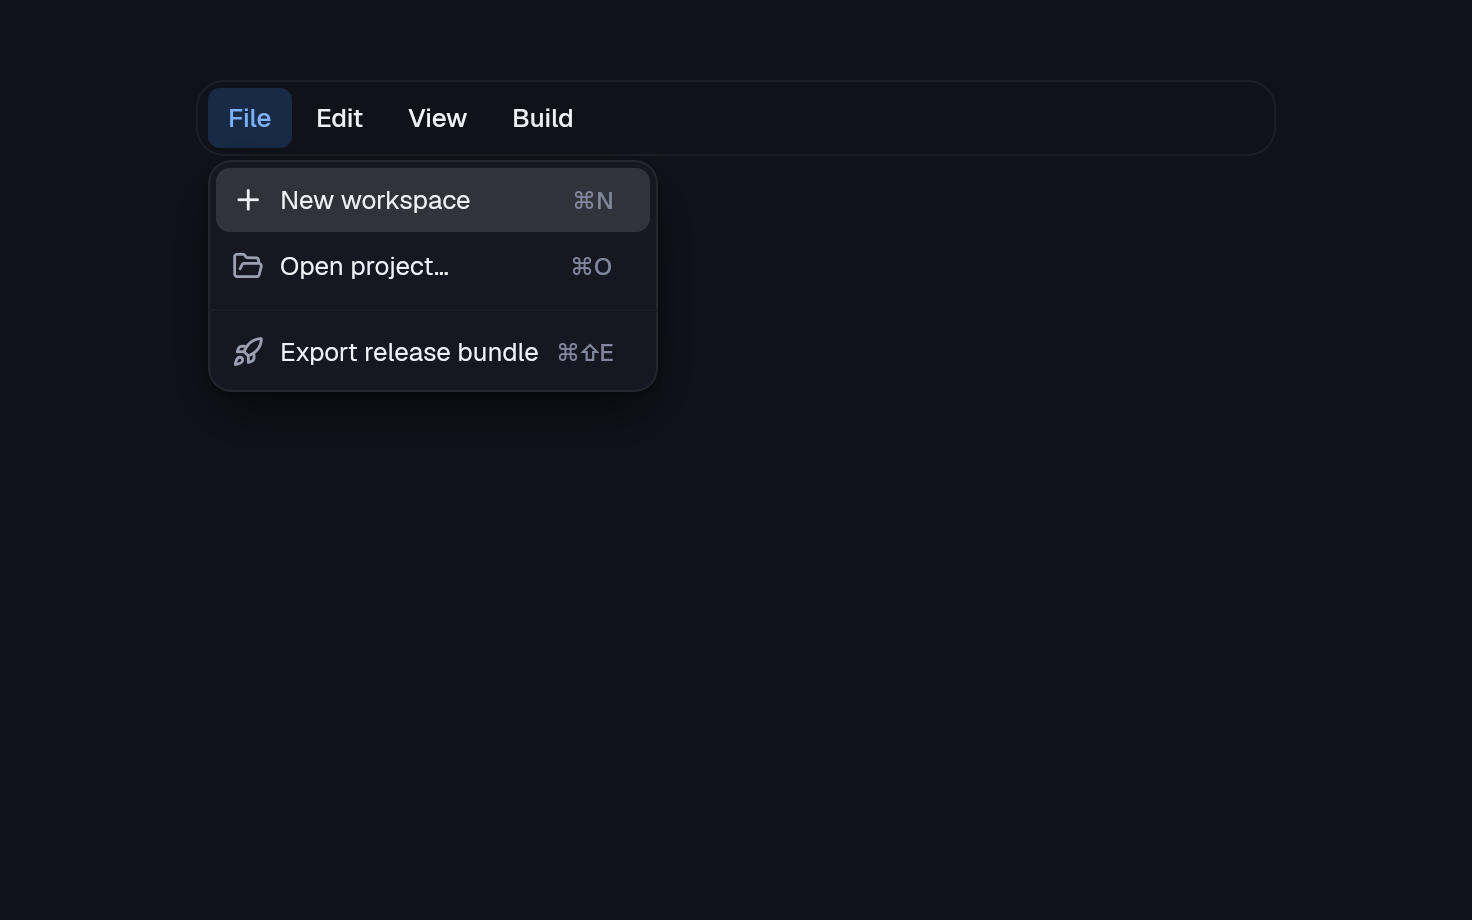 File Edit View Build
New workspace ⌘N
Open project… ⌘O
Export release bundle ⌘⇧E